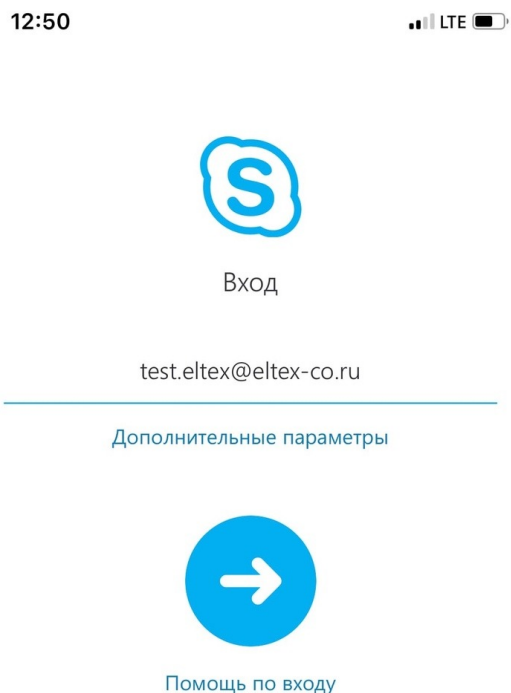 12:50
LTE
S
Вход
test.eltex@eltex-co.ru
Дополнительные параметры
Помощь по входу